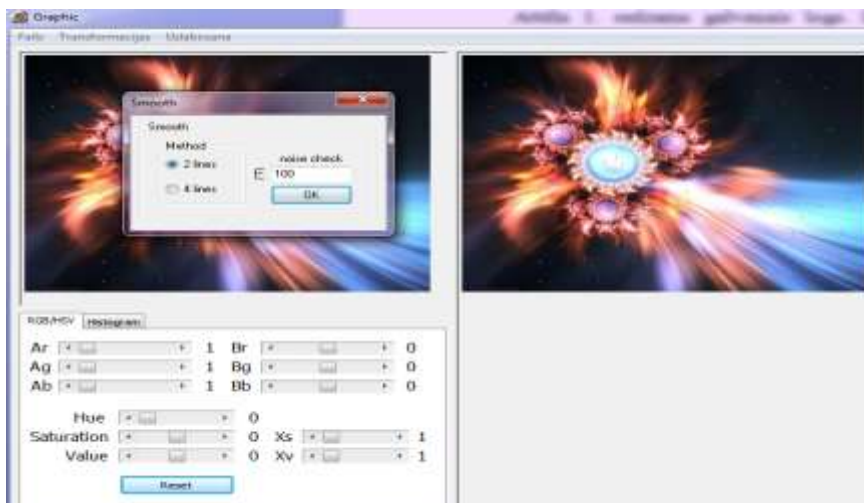 Graphic
Fails Transformacijas
Smooth
Smooth
Method
2 lines
4 lines
noise check
E 100
OK
RGB/HSV Histogram
Ar 1 Br 0
Ag 1 Bg 0
Ab 1 Bb 0
Hue 0
Saturation 0 Xs 1
Value 0 Xv 1
Reset